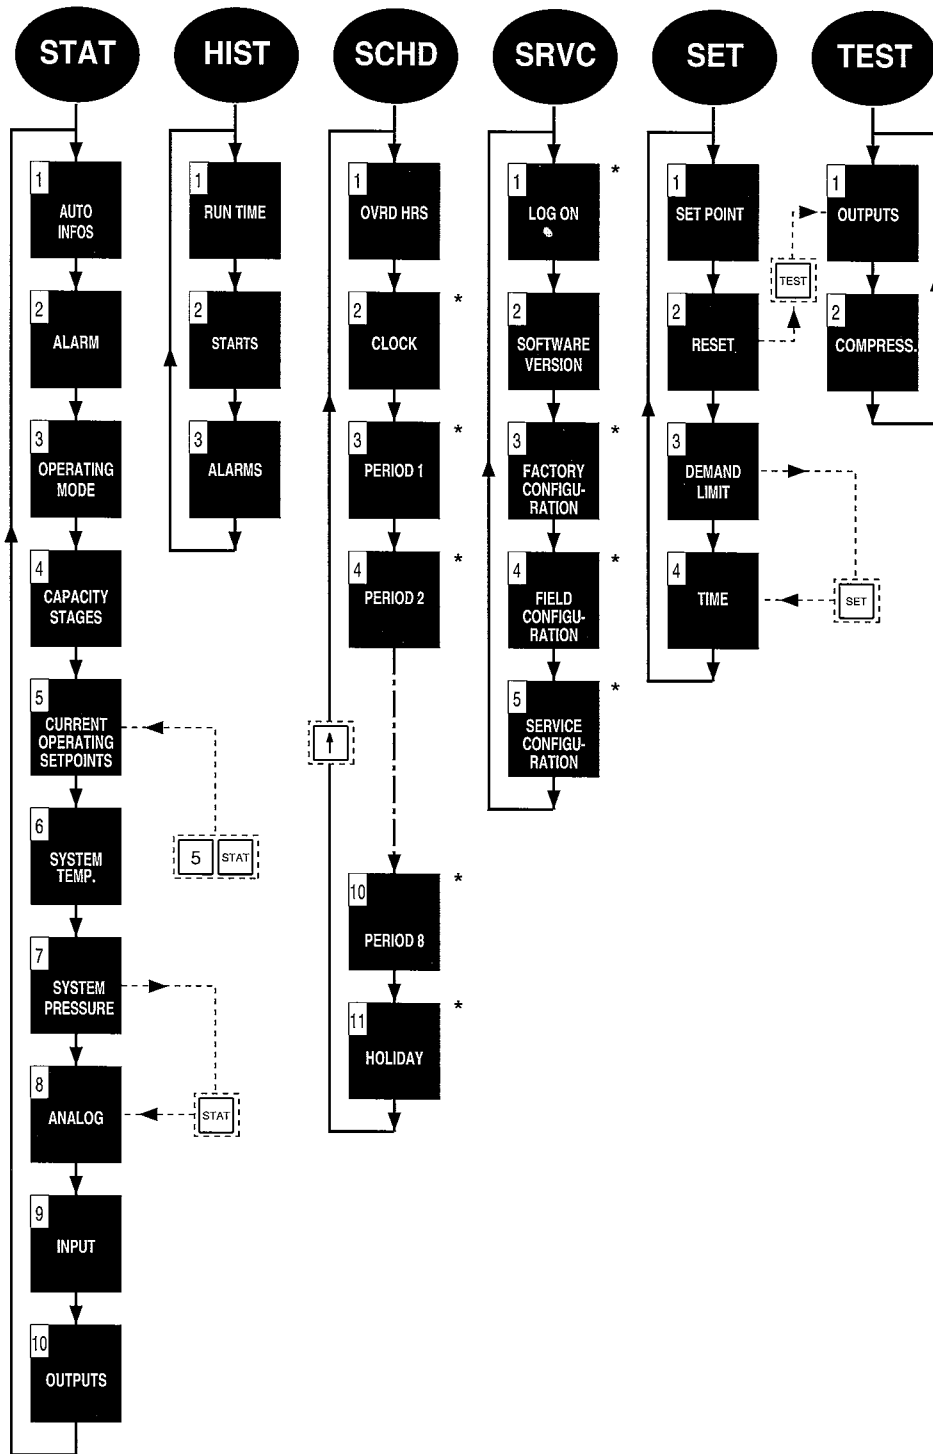 STAT
1
AUTO
INFOS
2
ALARM
3
OPERATING
MODE
4
CAPACITY
STAGES
5
CURRENT
OPERATING
SETPOINTS
5 STAT
6
SYSTEM
TEMP.
7
SYSTEM
PRESSURE
STAT
8
ANALOG
9
INPUT
10
OUTPUTS
HIST
1
RUN TIME
2
STARTS
3
ALARMS
SCHD
1
OVRD HRS
2 *
CLOCK
3 *
PERIOD 1
4 *
PERIOD 2
10 *
PERIOD 8
11 *
HOLIDAY
SRVC
1 *
LOG ON
2
SOFTWARE
VERSION
3 *
FACTORY
CONFIGU-
RATION
4 *
FIELD
CONFIGU-
RATION
5 *
SERVICE
CONFIGU-
RATION
SET
1
SET POINT
2
RESET
TEST
3
DEMAND
LIMIT
SET
4
TIME
TEST
1
OUTPUTS
2
COMPRESS.